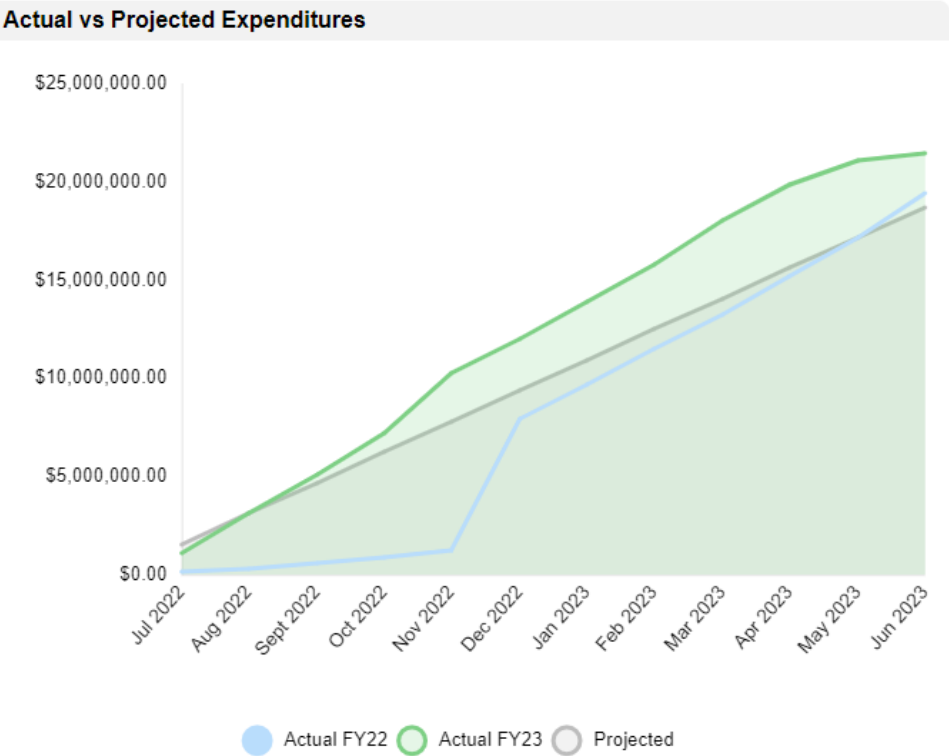 Actual vs Projected Expenditures
$25,000,000.00
$20,000,000.00
$15,000,000.00
$10,000,000.00
$5,000,000.00
$0.00
Jul 2022
Aug 2022
Sept 2022
Oct 2022
Nov 2022
Dec 2022
Jan 2023
Feb 2023
Mar 2023
Apr 2023
May 2023
Jun 2023
Actual FY22 Actual FY23 Projected